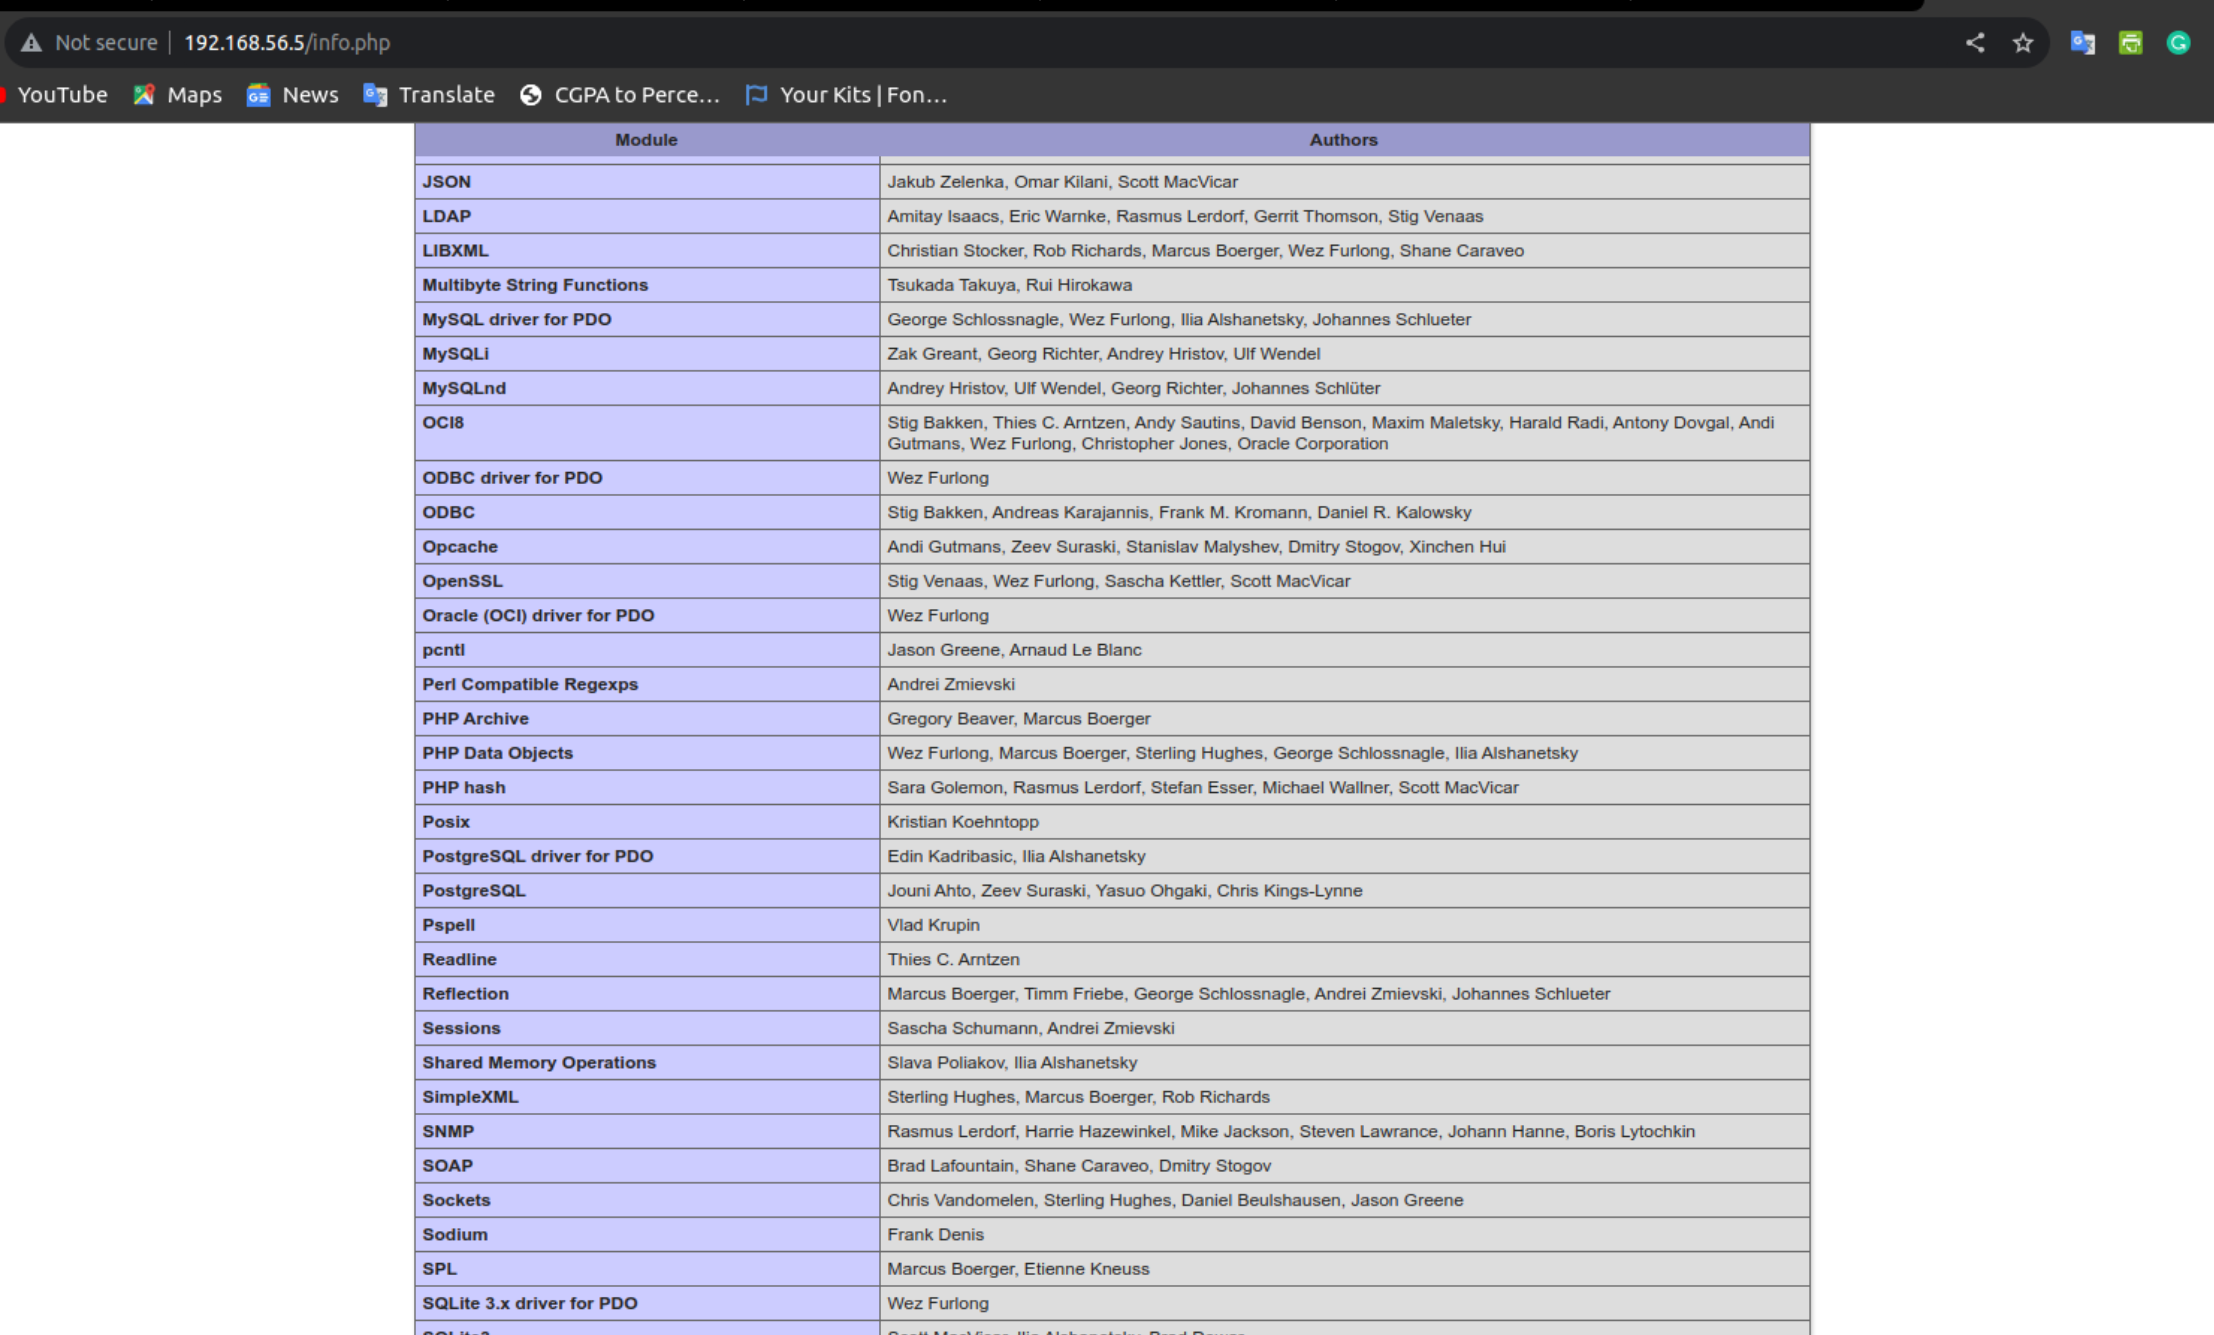 Not secure | 192.168.56.5/info.php
YouTube Maps News Translate CGPA to Perce... Your Kits | Fon...
Module Authors
JSON Jakub Zelenka, Omar Kilani, Scott MacVicar
LDAP Amitay Isaacs, Eric Warnke, Rasmus Lerdorf, Gerrit Thomson, Stig Venaas
LIBXML Christian Stocker, Rob Richards, Marcus Boerger, Wez Furlong, Shane Caraveo
Multibyte String Functions Tsukada Takuya, Rui Hirokawa
MySQL driver for PDO George Schlossnagle, Wez Furlong, Ilia Alshanetsky, Johannes Schlueter
MySQLi Zak Greant, Georg Richter, Andrey Hristov, Ulf Wendel
MySQLnd Andrey Hristov, Ulf Wendel, Georg Richter, Johannes Schlüter
OCI8 Stig Bakken, Thies C. Arntzen, Andy Sautins, David Benson, Maxim Maletsky, Harald Radi, Antony Dovgal, Andi
Gutmans, Wez Furlong, Christopher Jones, Oracle Corporation
ODBC driver for PDO Wez Furlong
ODBC Stig Bakken, Andreas Karajannis, Frank M. Kromann, Daniel R. Kalowsky
Opcache Andi Gutmans, Zeev Suraski, Stanislav Malyshev, Dmitry Stogov, Xinchen Hui
OpenSSL Stig Venaas, Wez Furlong, Sascha Kettler, Scott MacVicar
Oracle (OCI) driver for PDO Wez Furlong
pcntl Jason Greene, Arnaud Le Blanc
Perl Compatible Regexps Andrei Zmievski
PHP Archive Gregory Beaver, Marcus Boerger
PHP Data Objects Wez Furlong, Marcus Boerger, Sterling Hughes, George Schlossnagle, Ilia Alshanetsky
PHP hash Sara Golemon, Rasmus Lerdorf, Stefan Esser, Michael Wallner, Scott MacVicar
Posix Kristian Koehntopp
PostgreSQL driver for PDO Edin Kadribasic, Ilia Alshanetsky
PostgreSQL Jouni Ahto, Zeev Suraski, Yasuo Ohgaki, Chris Kings-Lynne
Pspell Vlad Krupin
Readline Thies C. Arntzen
Reflection Marcus Boerger, Timm Friebe, George Schlossnagle, Andrei Zmievski, Johannes Schlueter
Sessions Sascha Schumann, Andrei Zmievski
Shared Memory Operations Slava Poliakov, Ilia Alshanetsky
SimpleXML Sterling Hughes, Marcus Boerger, Rob Richards
SNMP Rasmus Lerdorf, Harrie Hazewinkel, Mike Jackson, Steven Lawrance, Johann Hanne, Boris Lytochkin
SOAP Brad Lafountain, Shane Caraveo, Dmitry Stogov
Sockets Chris Vandomelen, Sterling Hughes, Daniel Beulshausen, Jason Greene
Sodium Frank Denis
SPL Marcus Boerger, Etienne Kneuss
SQLite 3.x driver for PDO Wez Furlong